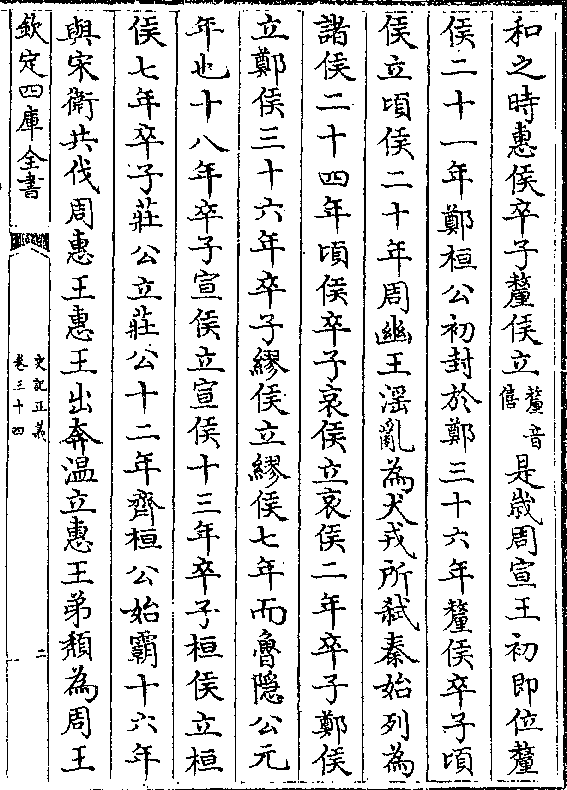 和之時惠侯卒子釐侯立釐音僖是歳周宣王初即位釐
侯二十一年鄭桓公初封於鄭三十六年釐侯卒子頃
侯立頃侯二十年周幽王滛亂為犬戎所弑秦始列為
諸侯二十四年頃侯卒子哀侯立哀侯二年卒子鄭侯
立鄭侯三十六年卒子繆侯立繆侯七年而魯隠公元
年也十八年卒子宣侯立宣侯十三年卒子桓侯立桓
侯七年卒子莊公立莊公十二年齊桓公始霸十六年
與宋衛共伐周惠王惠王出奔温立惠王弟頽為周王
欽定四庫全書
史記正義
卷三十四
二